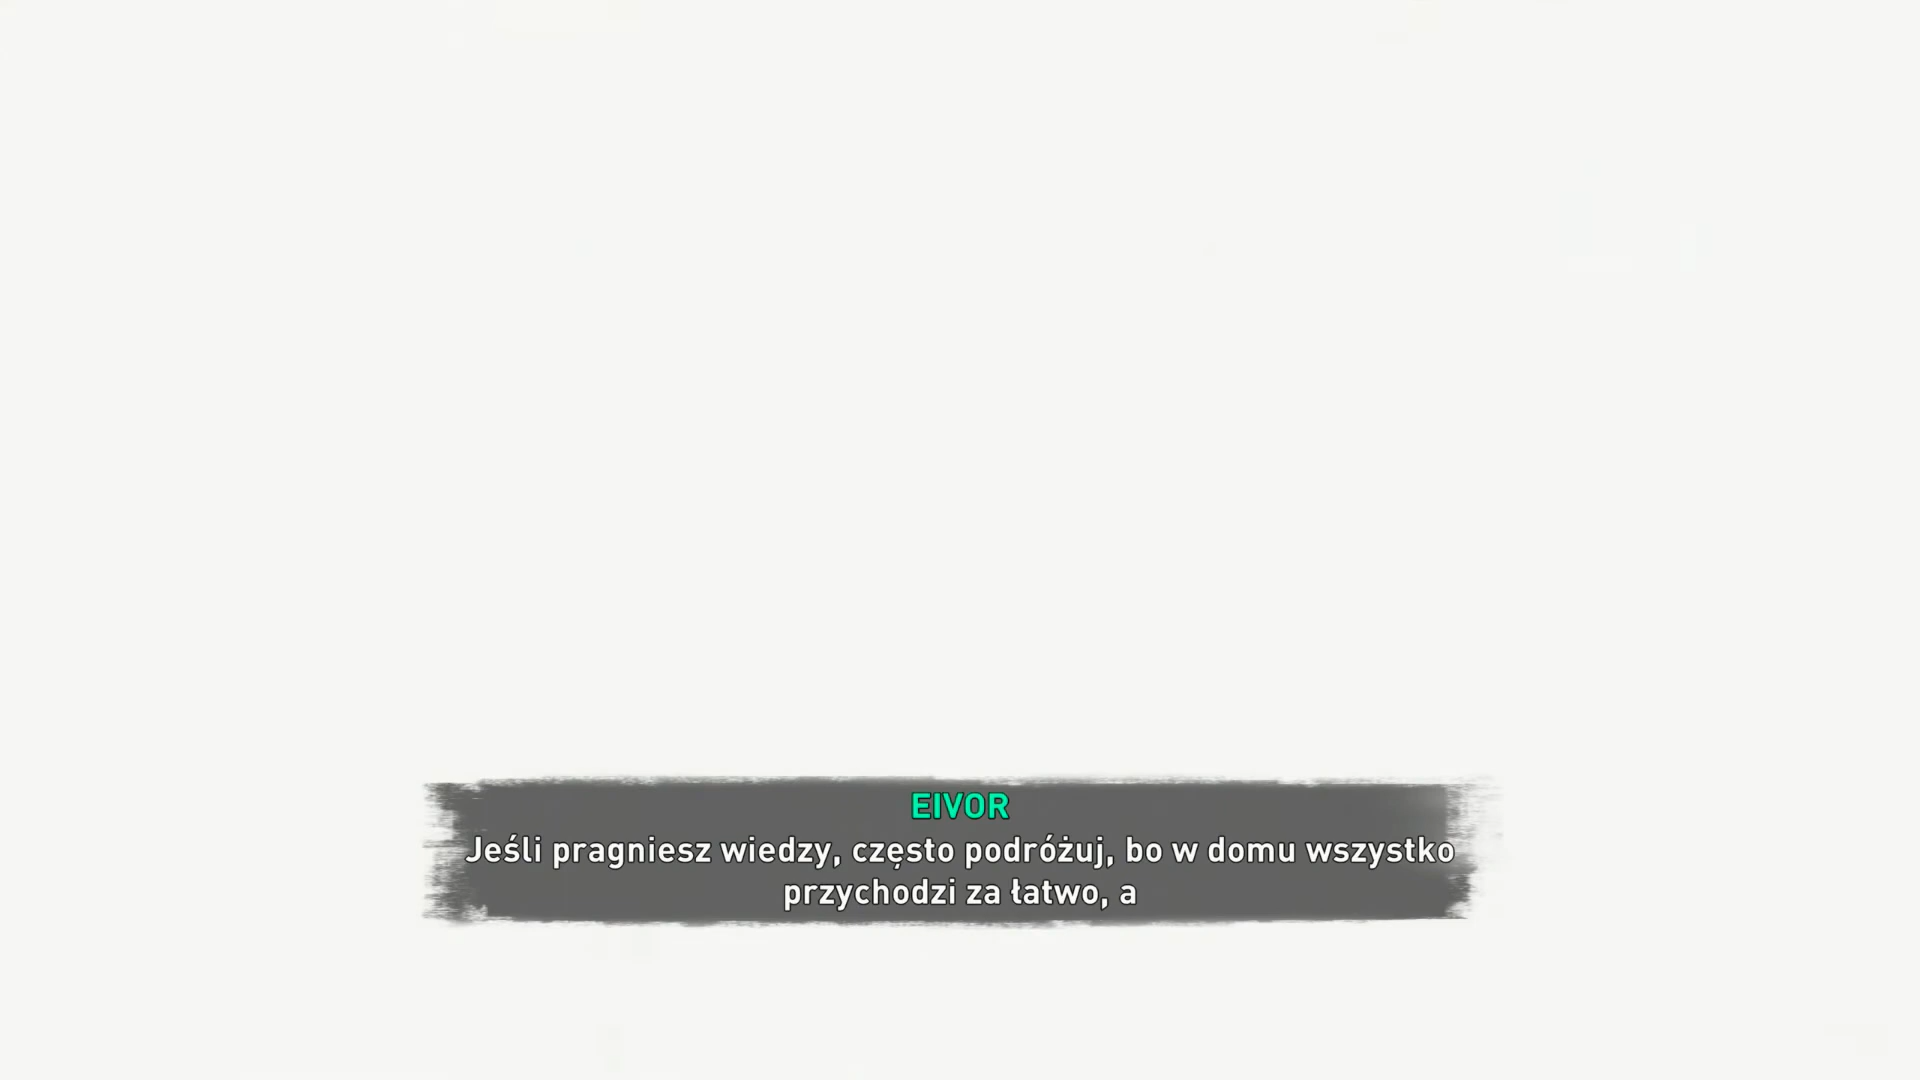 EIVOR
Jeśli pragniesz wiedzy, często podróżuj, bo w domu wszystko
przychodzi za łatwo, a